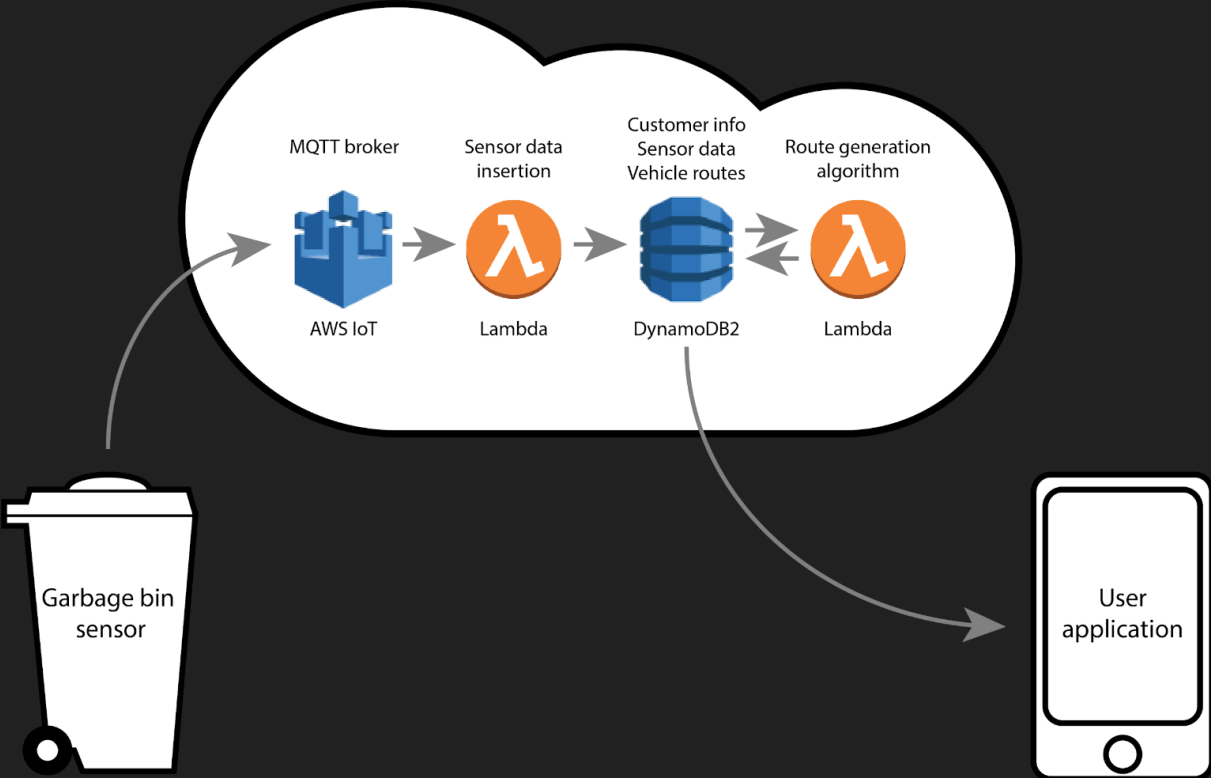 MQTT broker
AWS IoT
Sensor data
insertion
Lambda
Customer info
Sensor data
Vehicle routes
DynamoDB2
Route generation
algorithm
Lambda
Garbage bin
sensor
User
application